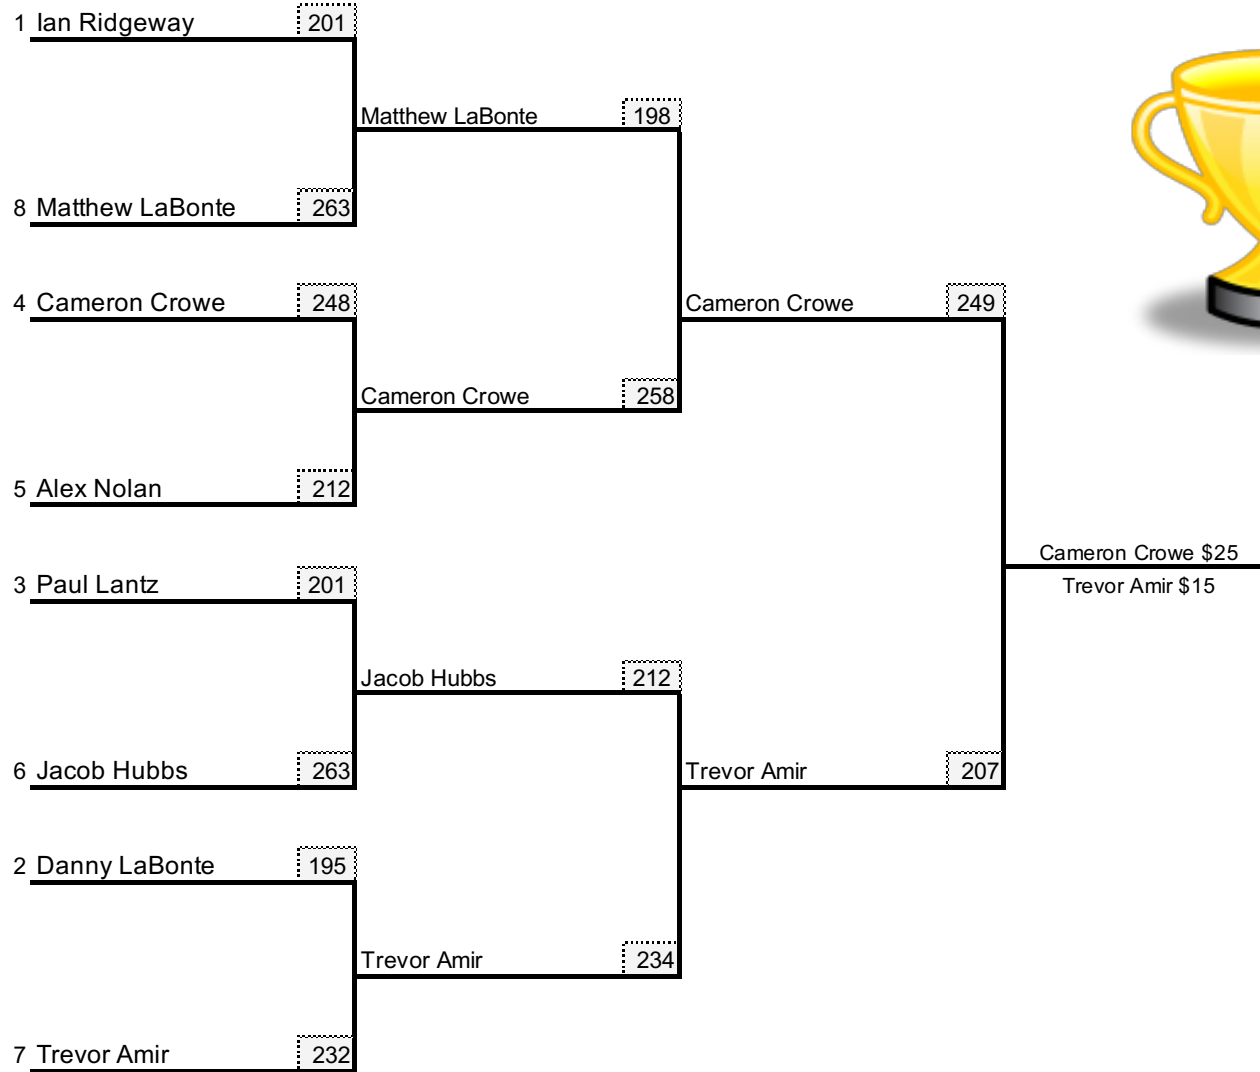 1 Ian Ridgeway 201
Matthew LaBonte 198
8 Matthew LaBonte 263
4 Cameron Crowe 248
Cameron Crowe 249
Cameron Crowe 258
5 Alex Nolan 212
Cameron Crowe $25
3 Paul Lantz 201
Trevor Amir $15
Jacob Hubbs 212
6 Jacob Hubbs 263
Trevor Amir 207
2 Danny LaBonte 195
Trevor Amir 234
7 Trevor Amir 232